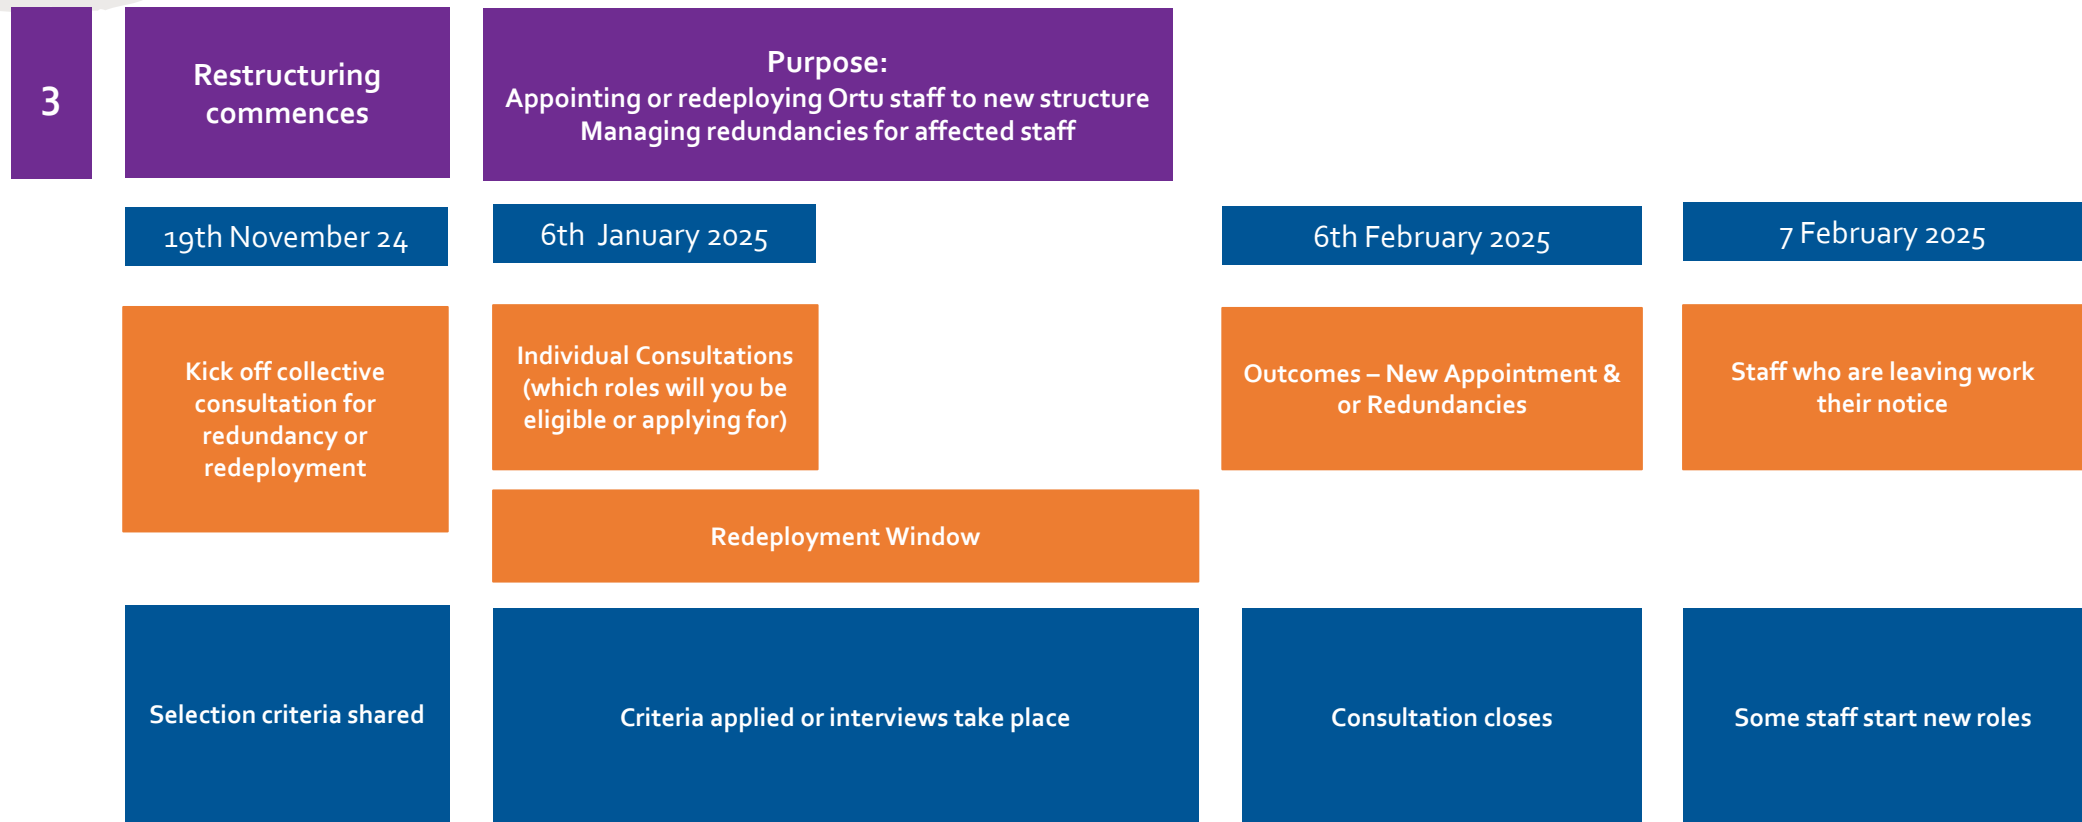 3
Restructuring
commences
Purpose:
Appointing or redeploying Ortu staff to new structure
Managing redundancies for affected staff
19th November 24
6th January 2025
6th February 2025
7 February 2025
Kick off collective
consultation for
redundancy or
redeployment
Individual Consultations
(which roles will you be
eligible or applying for)
Outcomes – New Appointment &
or Redundancies
Staff who are leaving work
their notice
Redeployment Window
Selection criteria shared
Criteria applied or interviews take place
Consultation closes
Some staff start new roles